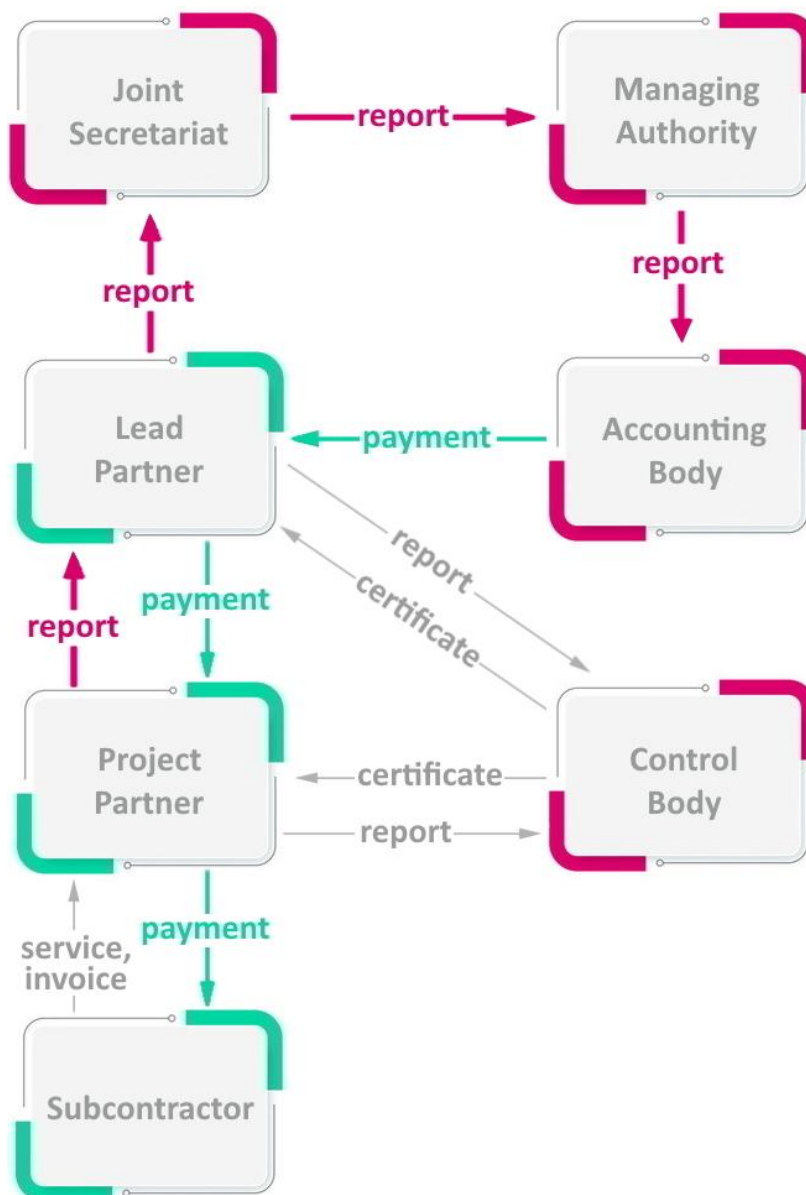 Joint
Secretariat
report
Managing
Authority
report
report
Lead
Partner
payment
Accounting
Body
report
certificate
report
payment
Project
Partner
certificate
report
Control
Body
service,
invoice
payment
Subcontractor